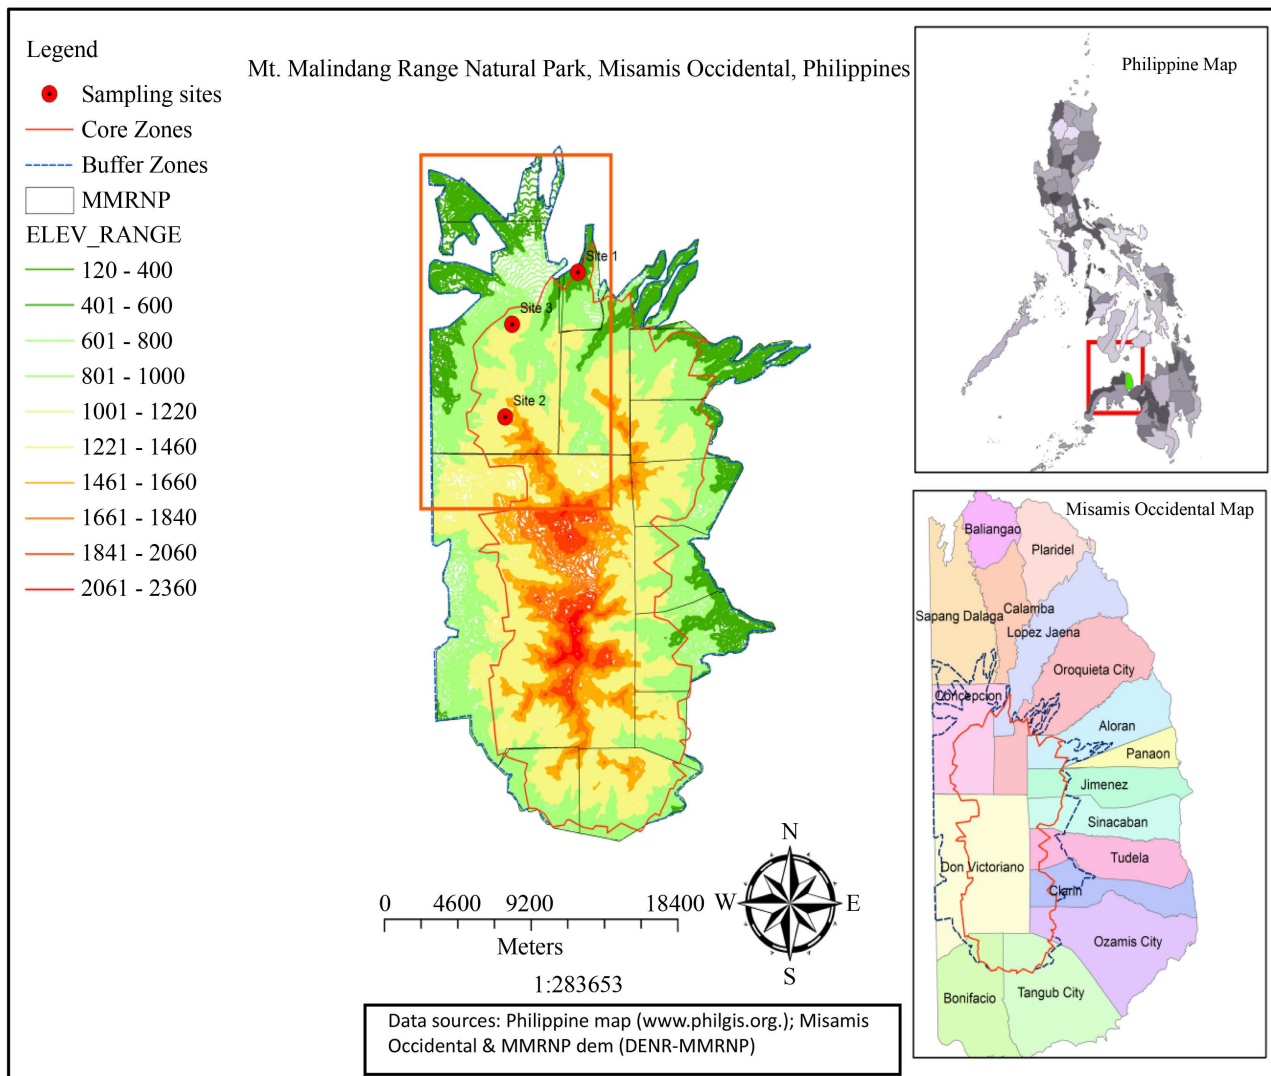 Legend
Sampling sites
Core Zones
Buffer Zones
MMRNP
ELEV_RANGE
120 - 400
401 - 600
601 - 800
801 - 1000
1001 - 1220
1221 - 1460
1461 - 1660
1661 - 1840
1841 - 2060
2061 - 2360
Mt. Malindang Range Natural Park, Misamis Occidental, Philippines
Site 1
Site 3
Site 2
0 4600 9200 18400
Meters
1:283653
N
W E
S
Data sources: Philippine map (www.philgis.org.); Misamis
Occidental & MMRNP dem (DENR-MMRNP)
Philippine Map
Misamis Occidental Map
Baliangao
Plaridel
Calamba
Sapang Dalaga
Lopez Jaena
Oroquieta City
Concepcion
Aloran
Panaon
Jimenez
Sinacaban
Tudela
Don Victoriano
Clarin
Ozamis City
Bonifacio
Tangub City